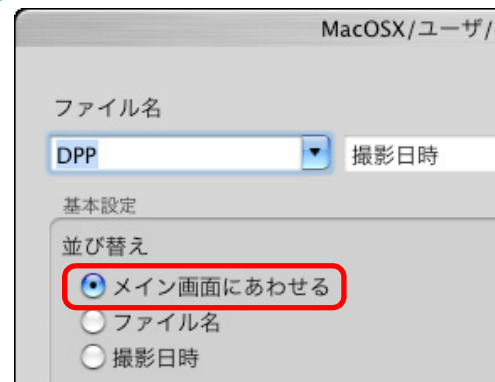 MacOSX/ユーザ/
ファイル名
DPP 撮影日時
基本設定
並び替え
メイン画面にあわせる
ファイル名
撮影日時